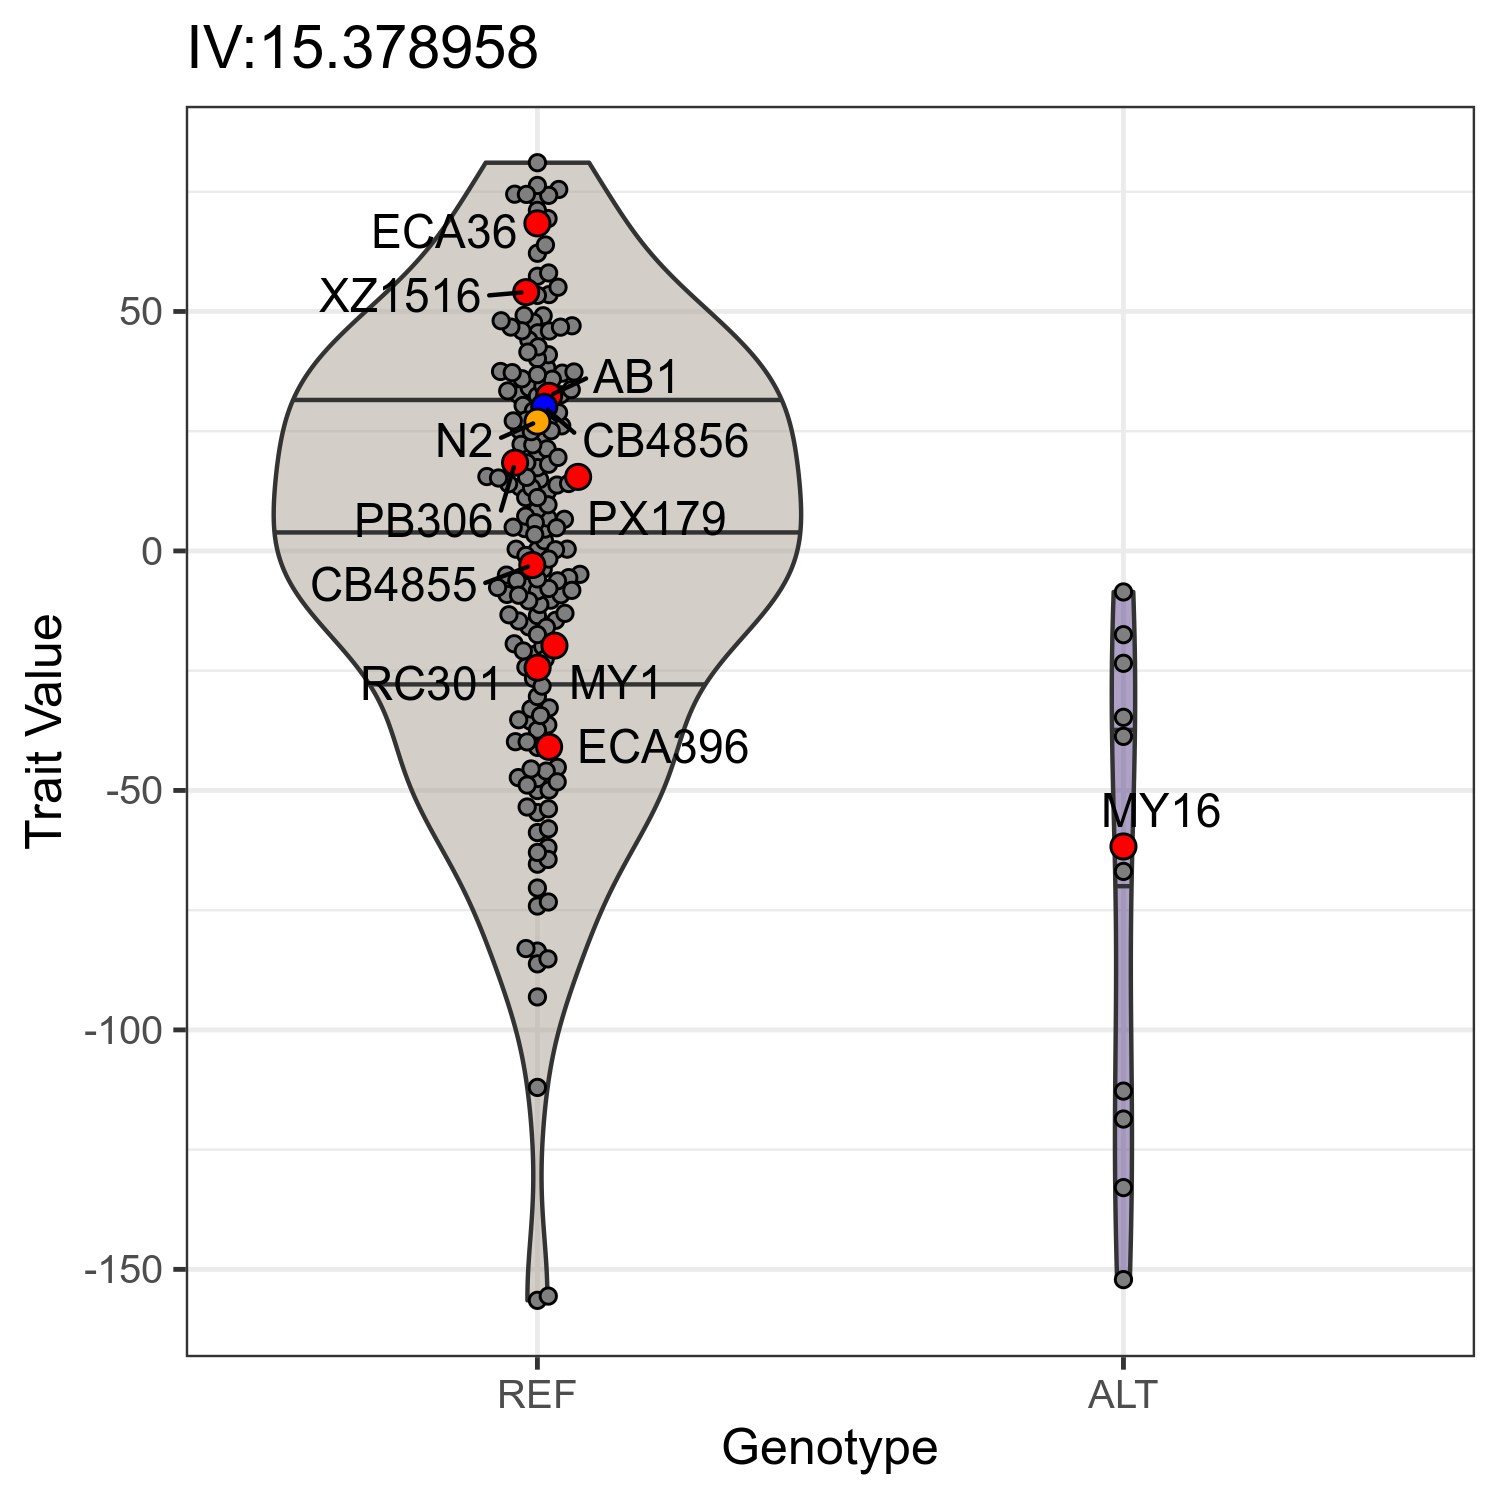 IV:15.378958
ECA36
XZ1516
50
AB1
N2
CB4856
PB306
PX179
0
CB4855
RC301
MY1
ECA396
-50
MY16
-100
-150
Trait Value
REF
ALT
Genotype